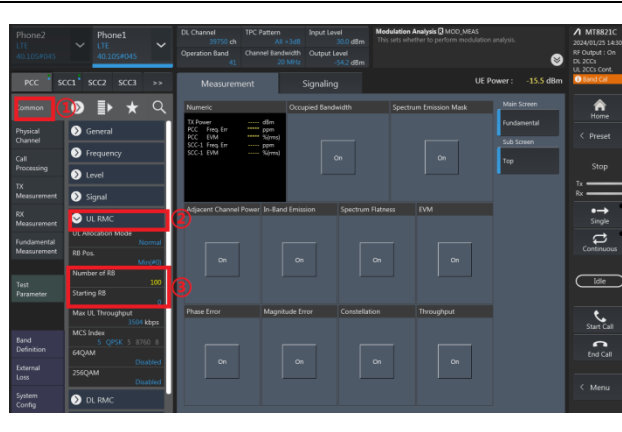 Phone2
LTE
40,105#045
Phone1
LTE
40,105#045
DL Channel
39750 ch
TPC Pattern
All +3dB
Input Level
30.0 dBm
Operation Band
41
Channel Bandwidth
20 MHz
Output Level
-54.2 dBm
Modulation Analysis MOD_MEAS
This sets whether to perform modulation analysis.
MT8821C
2024/01/25 14:30
RF Output : On
DL 2CCs
UL 2CCs Cont.
Band Cal
PCC
SCC1
SCC2
SCC3
>>
Measurement
Signaling
UE Power :
-15.5 dBm
Common
①
Physical
Channel
Call
Processing
TX
Measurement
RX
Measurement
Fundamental
Measurement
Test
Parameter
Band
Definition
External
Loss
System
Config
General
Frequency
Level
Signal
UL RMC
②
UL Allocation Mode
Normal
RB Pos.
Min(#0)
Number of RB
100
③
Starting RB
0
Max UL Throughput
3504 kbps
MCS Index
5 QPSK 5 8760 8
64QAM
Disabled
256QAM
Disabled
DL RMC
Numeric
TX Power ----- dBm
PCC Freq. Err ***** ppm
PCC EVM ***** %(rms)
SCC-1 Freq. Err ----- ppm
SCC-1 EVM ----- %(rms)
Occupied Bandwidth
On
Spectrum Emission Mask
On
Adjacent Channel Power
On
In-Band Emission
On
Spectrum Flatness
On
EVM
On
Phase Error
On
Magnitude Error
On
Constellation
On
Throughput
On
Main Screen
Fundamental
Sub Screen
Top
Home
< Preset
Stop
Tx
Rx
Single
Continuous
Idle
Start Call
End Call
< Menu